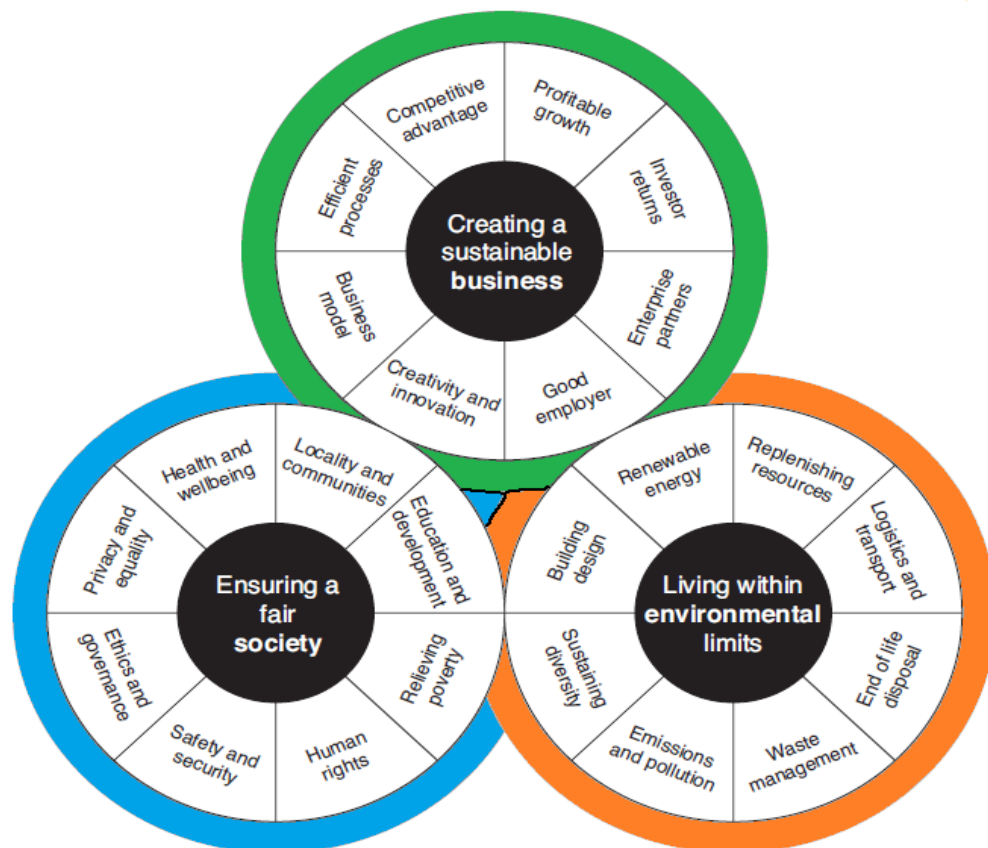 Competitive
advantage
Profitable
growth
Efficient
processes
Investor
returns
Creating a
sustainable
business
Business
model
Enterprise
partners
Creativity and
innovation
Good
employer
Health and
wellbeing
Locality and
communities
Privacy and
equality
Education and
development
Ensuring a
fair
society
Ethics and
governance
Relieving
poverty
Safety and
security
Human
rights
Renewable
energy
Replenishing
resources
Building
design
Logistics and
transport
Living within
environmental
limits
Sustaining
diversity
End of life
disposal
Emissions
and pollution
Waste
management